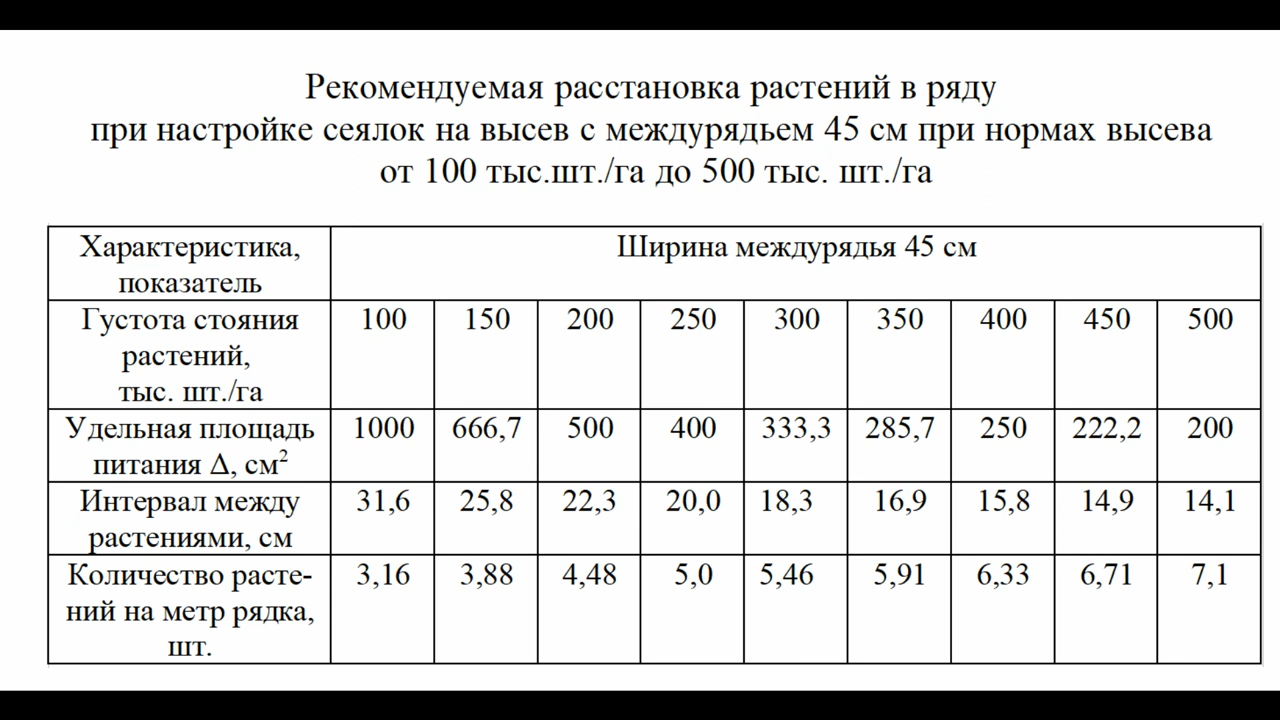 Рекомендуемая расстановка растений в ряду
при настройке сеялок на высев с междурядьем 45 см при нормах высева
от 100 тыс.шт./га до 500 тыс. шт./га
Характеристика, показатель Ширина междурядья 45 см
Густота стояния растений, тыс. шт./га 100 150 200 250 300 350 400 450 500
Удельная площадь питания Δ, см² 1000 666,7 500 400 333,3 285,7 250 222,2 200
Интервал между растениями, см 31,6 25,8 22,3 20,0 18,3 16,9 15,8 14,9 14,1
Количество расте-
ний на метр рядка, шт. 3,16 3,88 4,48 5,0 5,46 5,91 6,33 6,71 7,1